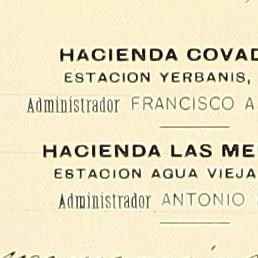 HACIENDA COVAD
ESTACION YERBANIS,
Administrador FRANCISCO A
HACIENDA LAS ME
ESTACION AGUA VIEJA
Administrador ANTONIO